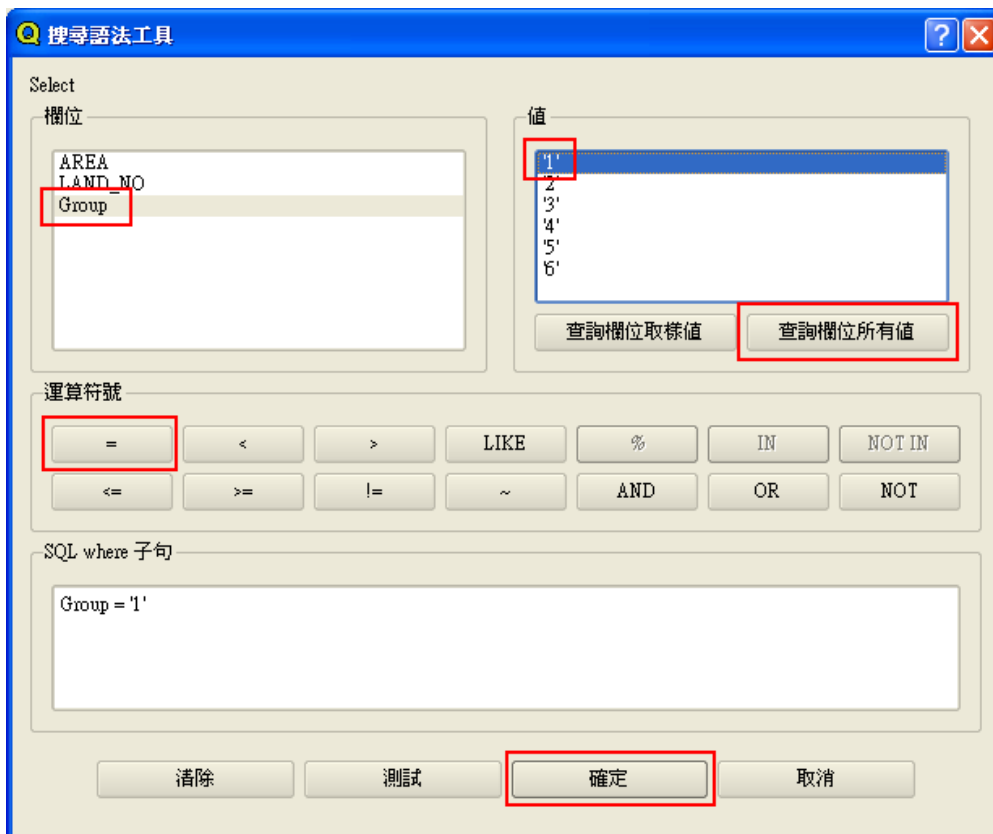 搜尋語法工具
Select
欄位
AREA
LAND_NO
Group
值
'1'
'2'
'3'
'4'
'5'
'6'
查詢欄位取樣值 查詢欄位所有值
運算符號
= < > LIKE % IN NOT IN
<= >= != ~ AND OR NOT
SQL where 子句
Group = '1'
清除 測試 確定 取消